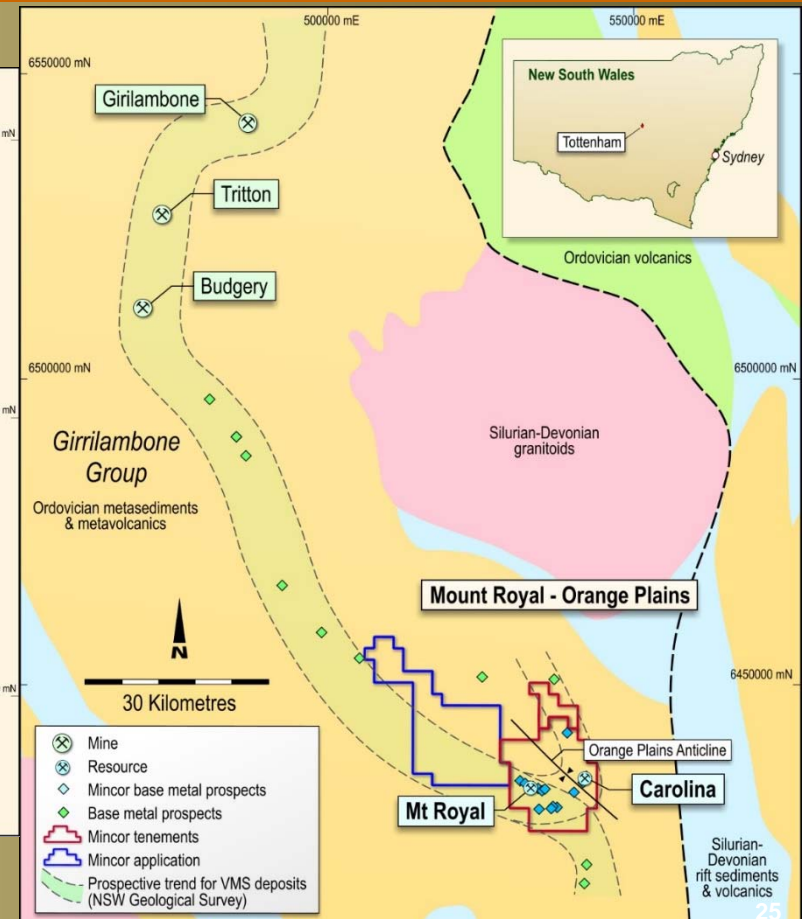 500000 mE
550000 mE
6550000 mN
mN
New South Wales
Tottenham
Sydney
Girilambone
Tritton
Budgery
Ordovician volcanics
6500000 mN
6500000 mN
mN
Silurian-Devonian
granitoids
Girrilambone
Group
Ordovician metasediments
& metavolcanics
Mount Royal - Orange Plains
N
30 Kilometres
mN
6450000 mN
Orange Plains Anticline
Carolina
Mt Royal
Mine
Resource
Mincor base metal prospects
Base metal prospects
Mincor tenements
Mincor application
Prospective trend for VMS deposits
(NSW Geological Survey)
Silurian-
Devonian
rift sediments
& volcanics
25